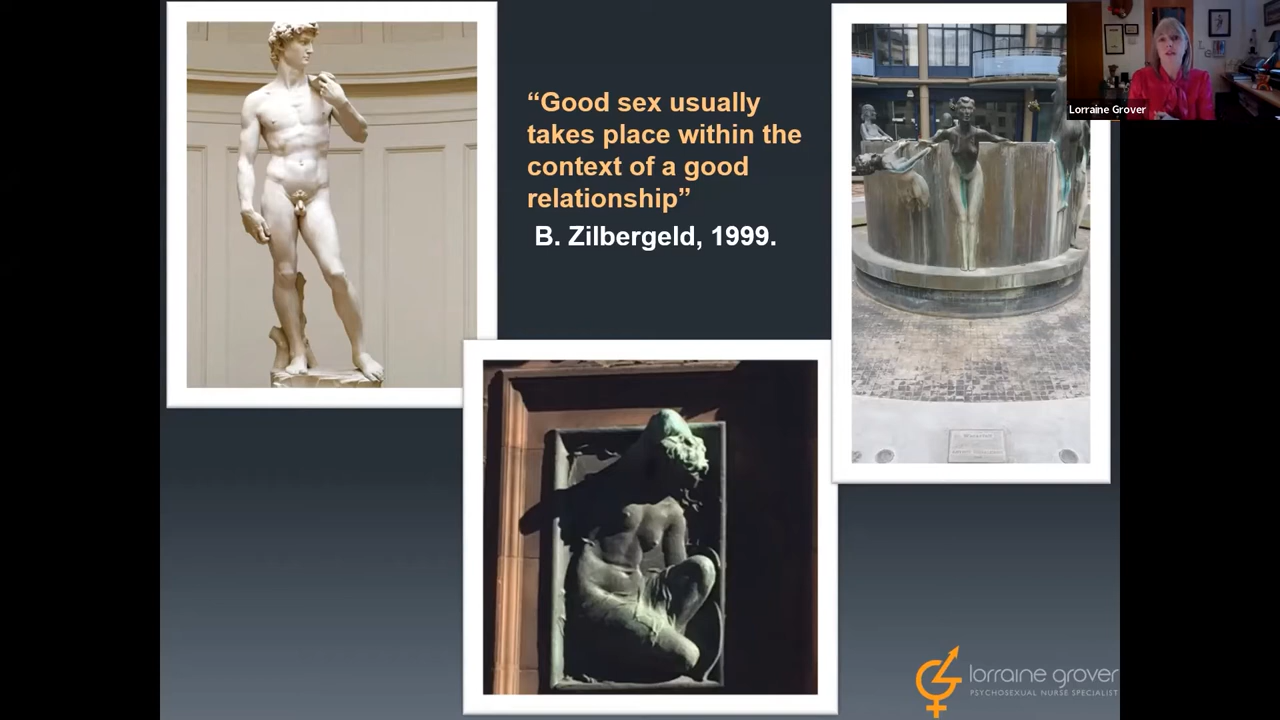 “Good sex usually
takes place within the
context of a good
relationship”
B. Zilbergeld, 1999.
Lorraine Grover
lorraine grover
PSYCHOSEXUAL NURSE SPECIALIST